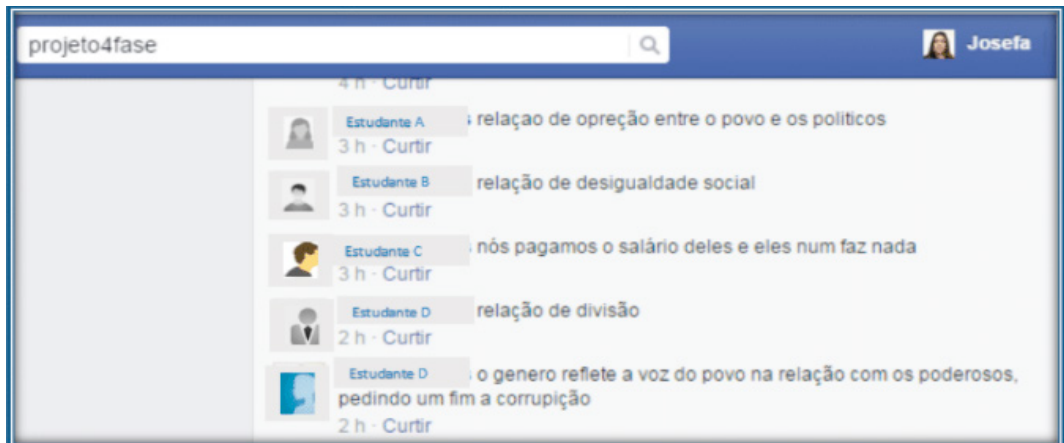 projeto4fase
Josefa
4 h · Curtir
Estudante A relaçao de opreção entre o povo e os politicos
3 h · Curtir
Estudante B relação de desigualdade social
3 h · Curtir
Estudante C nós pagamos o salário deles e eles num faz nada
3 h · Curtir
Estudante D relação de divisão
2 h · Curtir
Estudante D o genero reflete a voz do povo na relação com os poderosos,
pedindo um fim a corrupição
2 h · Curtir